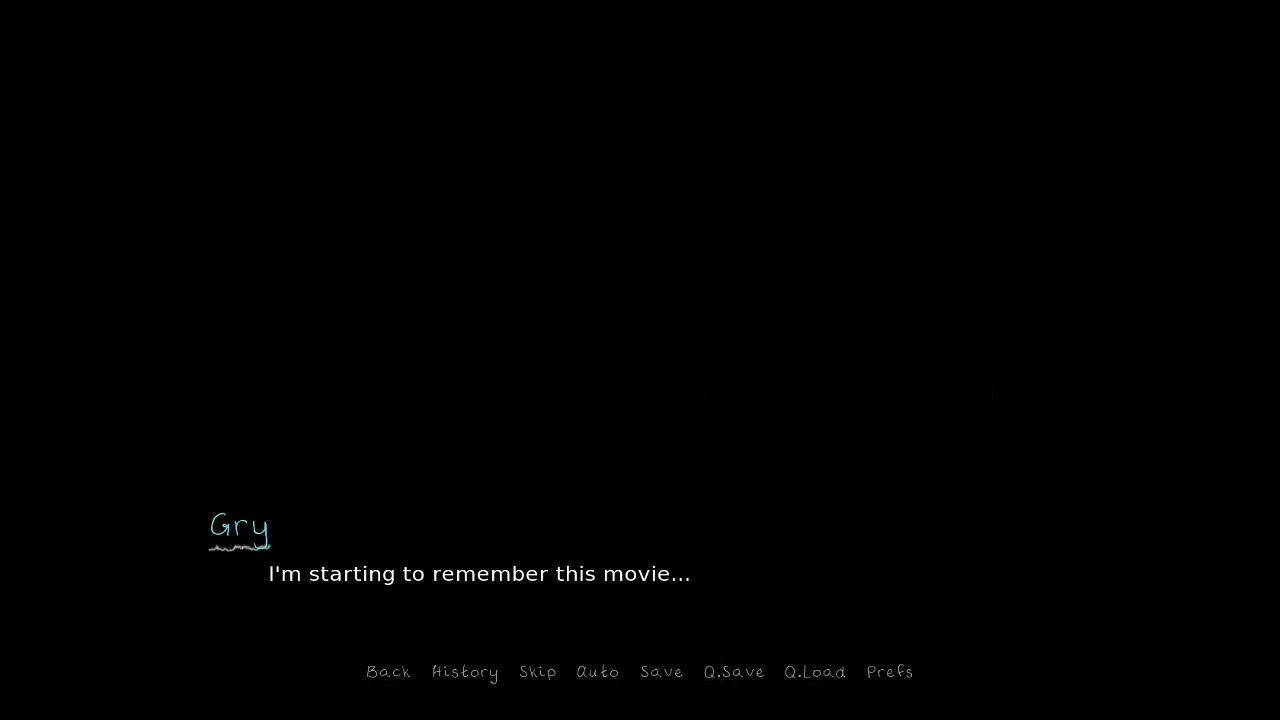 Gry
I'm starting to remember this movie...
Back History Skip Auto Save Q.Save Q.Load Prefs